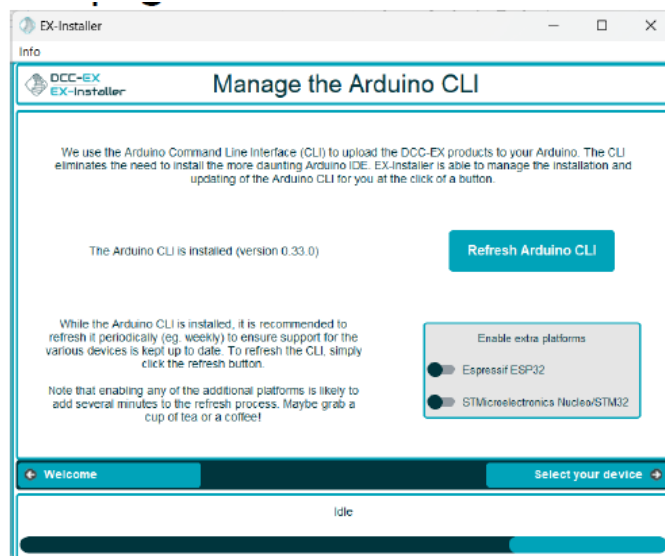 EX-Installer
Info
DCC-EX
EX-Installer
Manage the Arduino CLI
We use the Arduino Command Line Interface (CLI) to upload the DCC-EX products to your Arduino. The CLI
eliminates the need to install the more daunting Arduino IDE. EX-Installer is able to manage the installation and
updating of the Arduino CLI for you at the click of a button.
The Arduino CLI is installed (version 0.33.0)
Refresh Arduino CLI
While the Arduino CLI is installed, it is recommended to
refresh it periodically (eg. weekly) to ensure support for the
various devices is kept up to date. To refresh the CLI, simply
click the refresh button.
Note that enabling any of the additional platforms is likely to
add several minutes to the refresh process. Maybe grab a
cup of tea or a coffee!
Enable extra platforms
Espressif ESP32
STMicroelectronics Nucleo/STM32
Welcome
Select your device
Idle